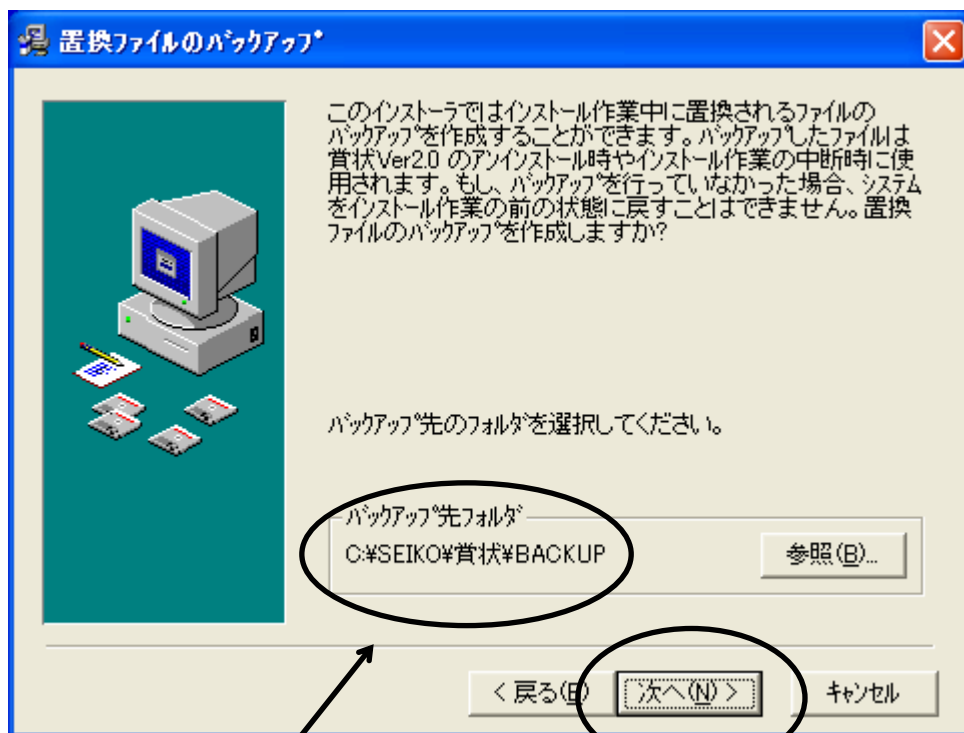 置換ファイルのバックアップ
このインストーラではインストール作業中に置換されるファイルの
バックアップを作成することができます。バックアップしたファイルは
賞状Ver2.0 のアンインストール時やインストール作業の中断時に使
用されます。もし、バックアップを行っていなかった場合、システム
をインストール作業の前の状態に戻すことはできません。置換
ファイルのバックアップを作成しますか?
バックアップ先のフォルダを選択してください。
バックアップ先フォルダ
C:¥SEIKO¥賞状¥BACKUP
参照(B)...
< 戻る(B) 次へ(N) > キャンセル